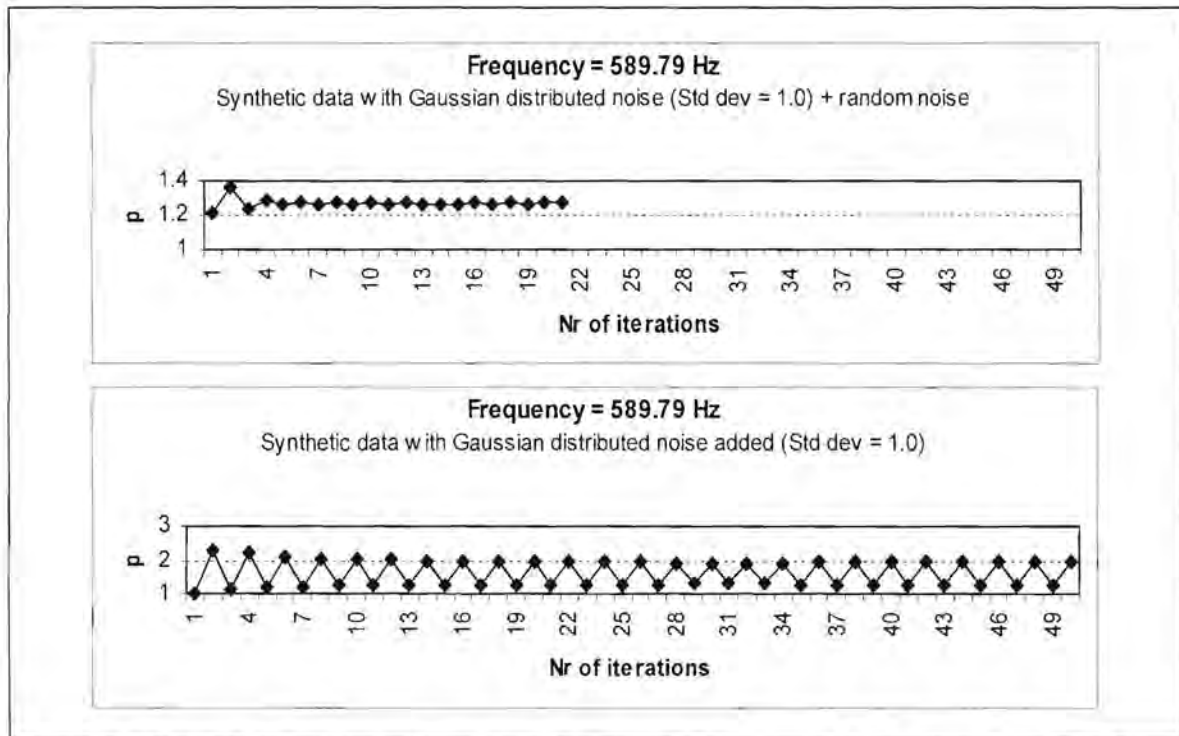 Frequency = 589.79 Hz
Synthetic data with Gaussian distributed noise (Std dev = 1.0) + random noise
1.4
1.2
1
p
1 4 7 10 13 16 19 22 25 28 31 34 37 40 43 46 49
Nr of iterations
Frequency = 589.79 Hz
Synthetic data with Gaussian distributed noise added (Std dev = 1.0)
3
2
1
p
1 4 7 10 13 16 19 22 25 28 31 34 37 40 43 46 49
Nr of iterations